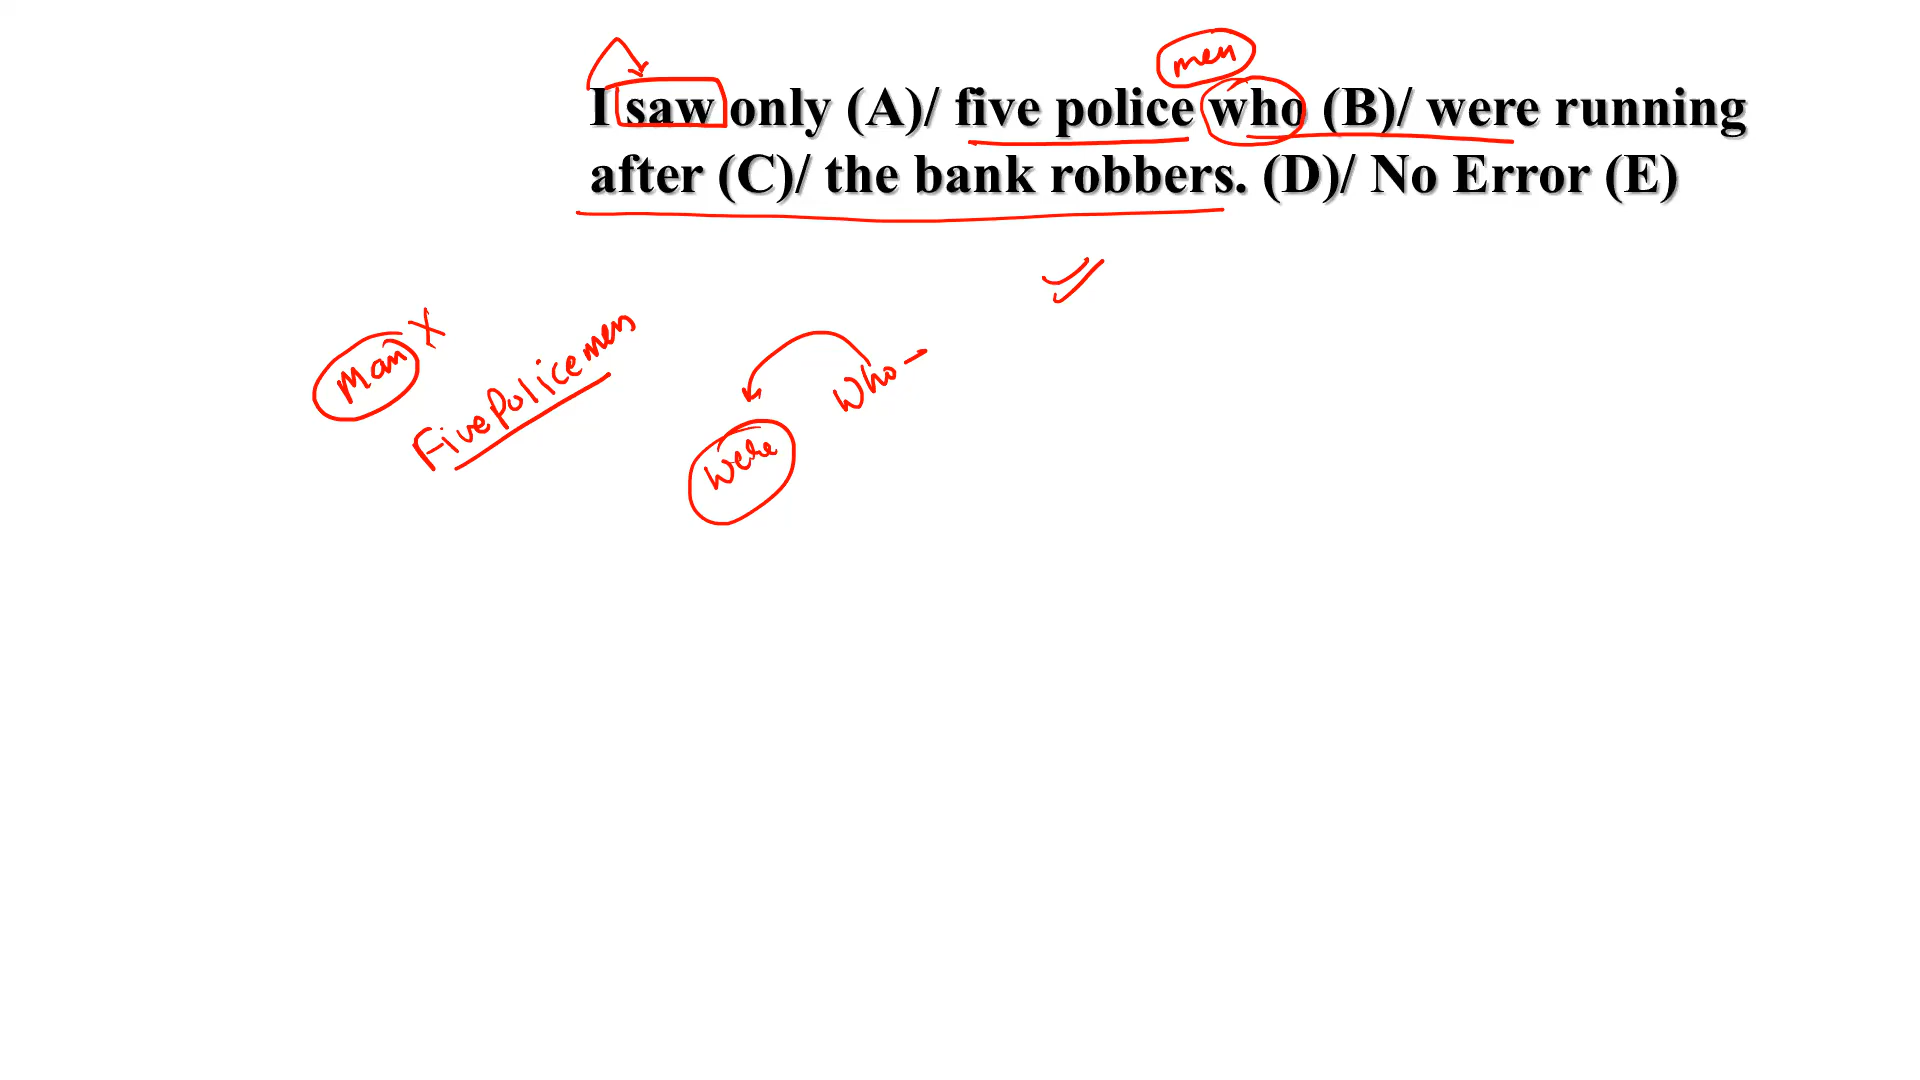 men
I saw only (A)/ five police who (B)/ were running
after (C)/ the bank robbers. (D)/ No Error (E)
Man X
Five Policemen
Who -
were